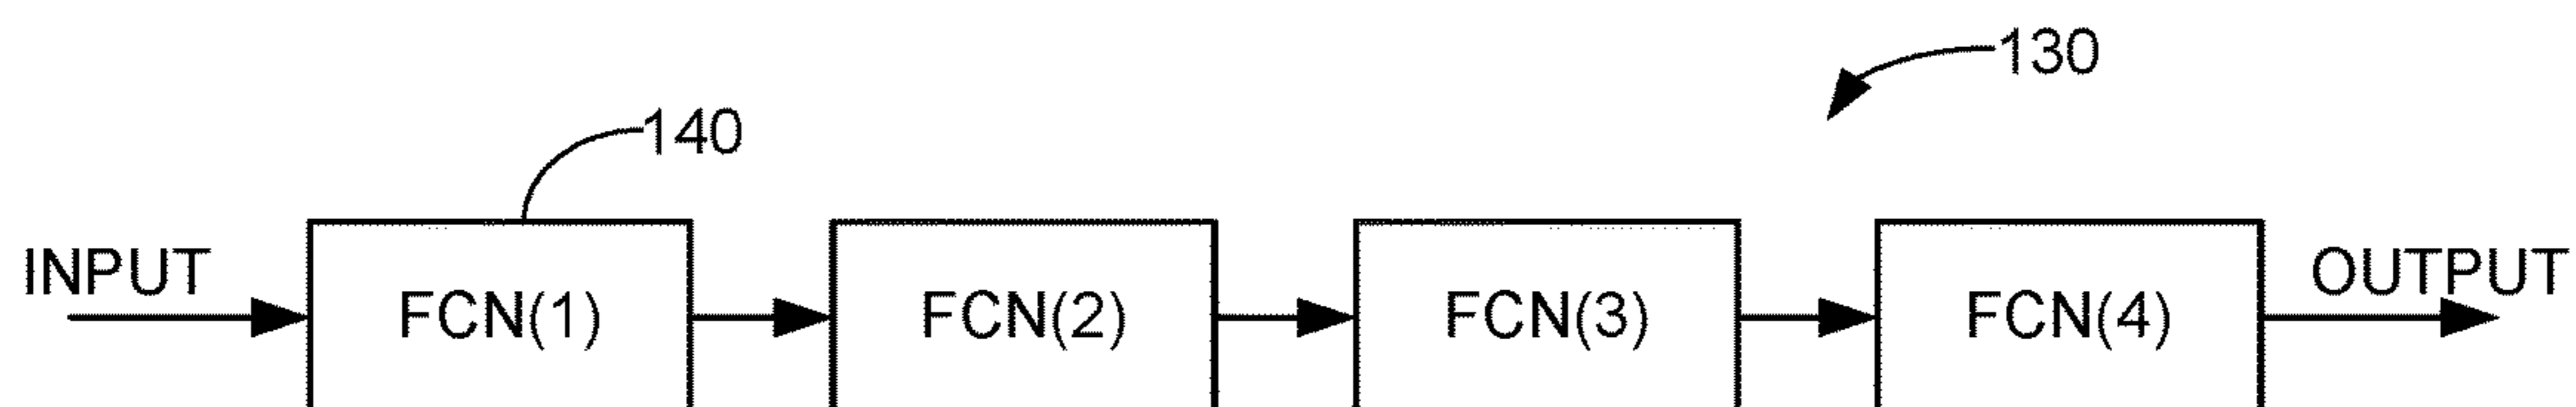 130
140
INPUT
FCN(1)
FCN(2)
FCN(3)
FCN(4)
OUTPUT